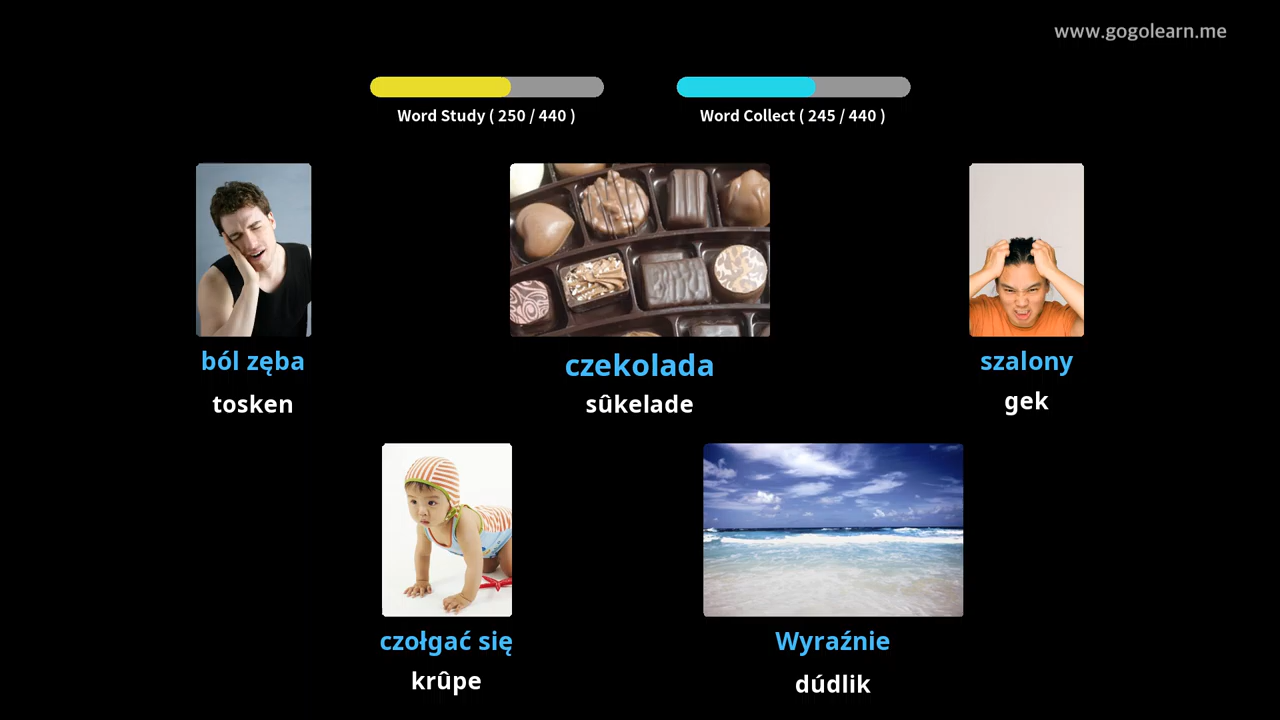 www.gogolearn.me
Word Study ( 250 / 440 )
Word Collect ( 245 / 440 )
ból zęba
tosken
czekolada
sûkelade
szalony
gek
czołgać się
krûpe
Wyraźnie
dúdlik